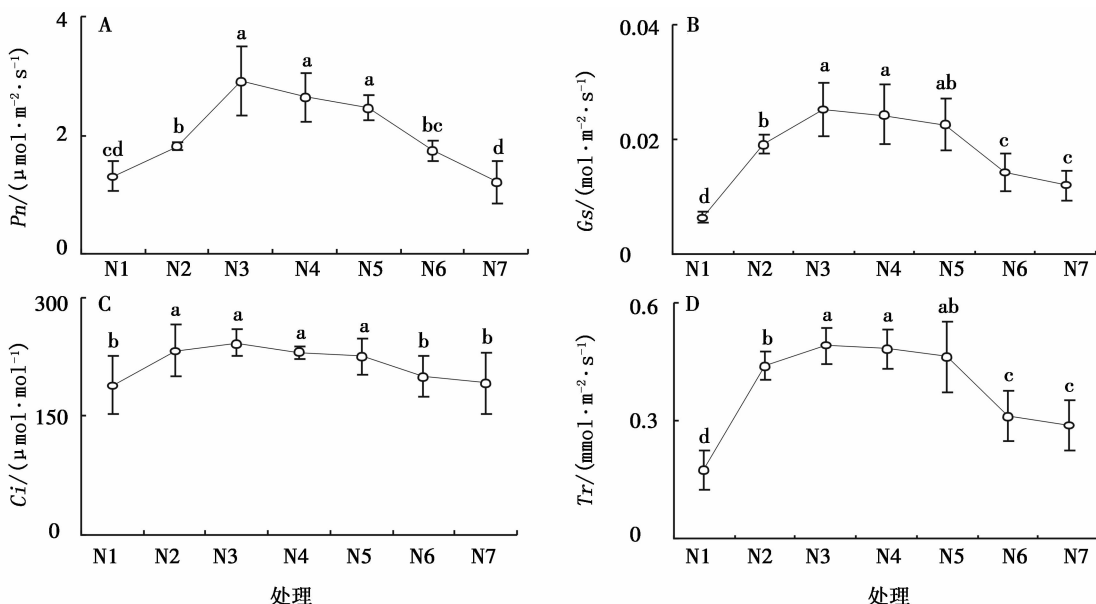 A
Pn/(μmol·m⁻²·s⁻¹)
4
2
0
cd
b
a
a
a
bc
d
N1 N2 N3 N4 N5 N6 N7
B
Gs/(mol·m⁻²·s⁻¹)
0.04
0.02
0
d
b
a
a
ab
c
c
N1 N2 N3 N4 N5 N6 N7
C
Ci/(μmol·mol⁻¹)
300
150
0
b
a
a
a
a
b
b
N1 N2 N3 N4 N5 N6 N7
处理
D
Tr/(mmol·m⁻²·s⁻¹)
0.6
0.3
0
d
b
a
a
ab
c
c
N1 N2 N3 N4 N5 N6 N7
处理